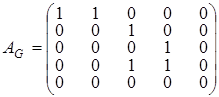 A_G =
1 1 0 0 0
0 0 1 0 0
0 0 0 1 0
0 0 1 1 0
0 0 0 0 0